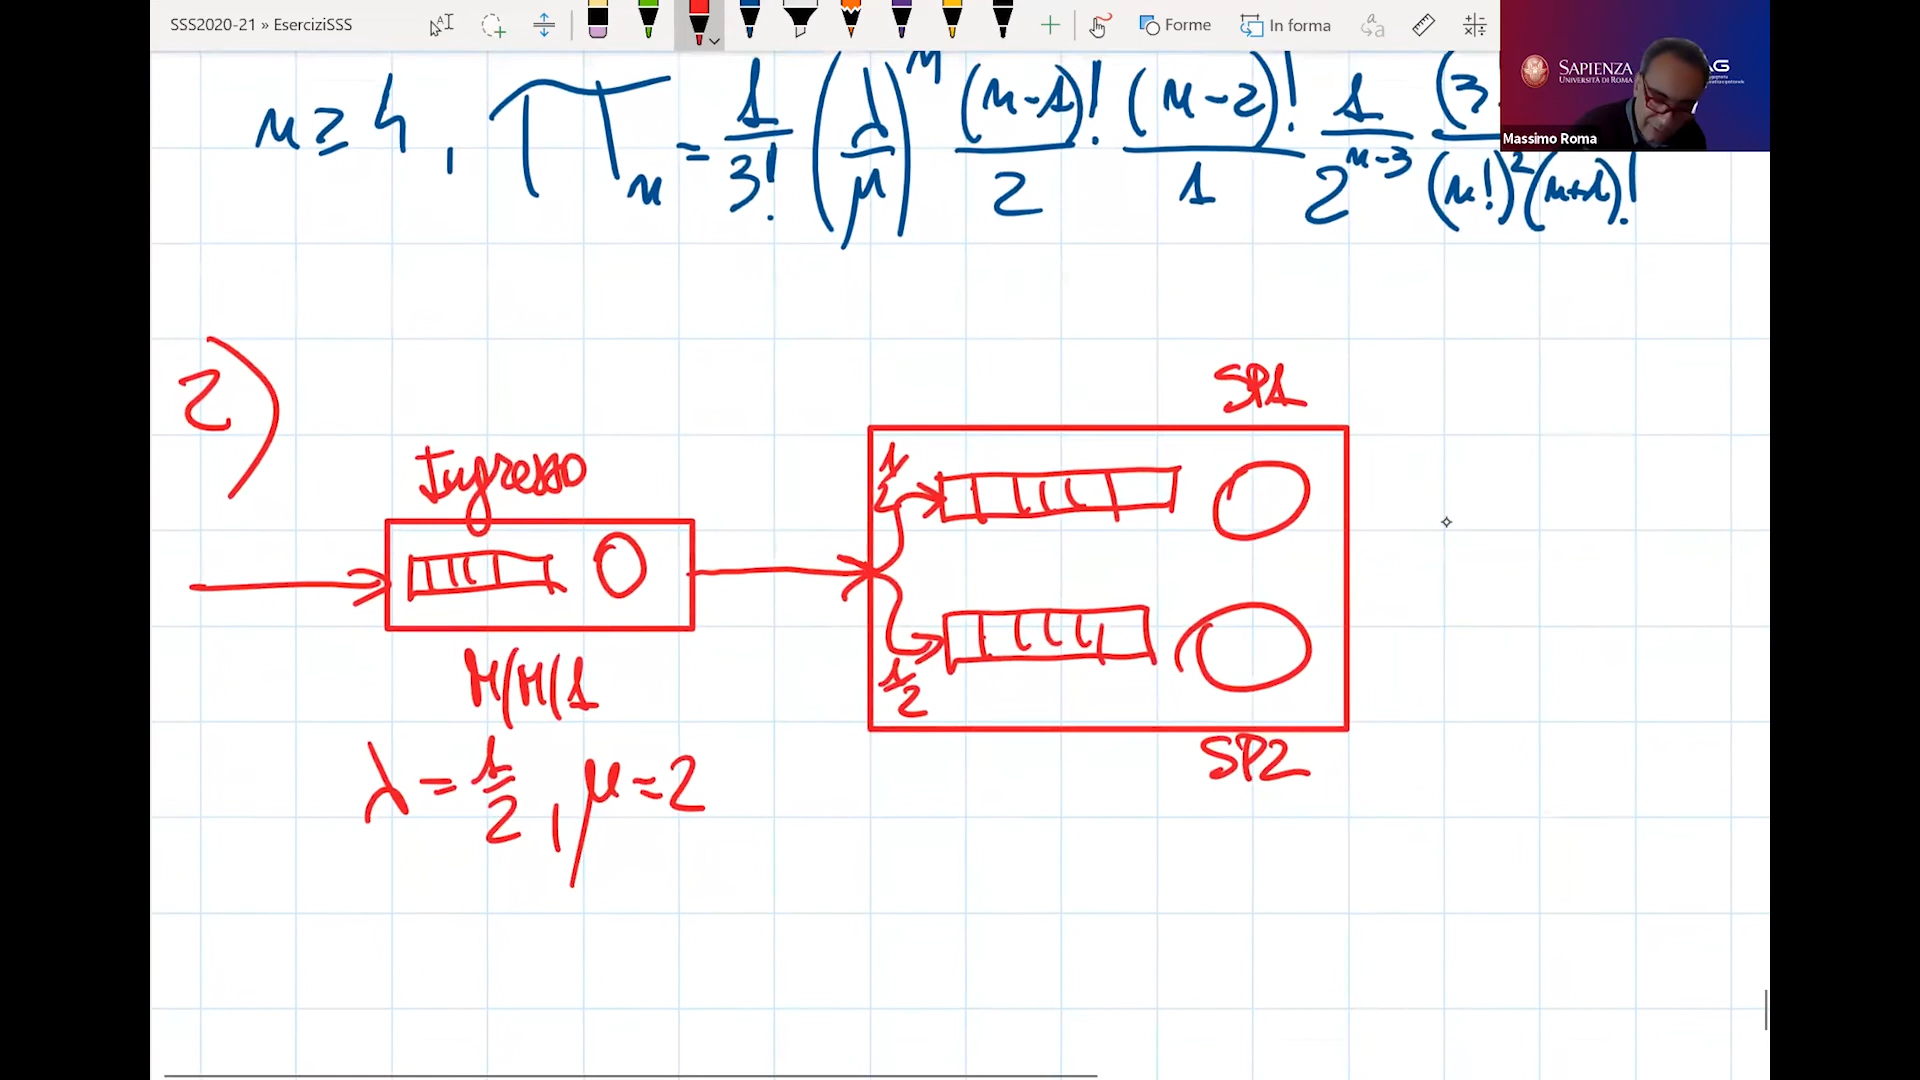 SSS2020-21 » EserciziSSS
Forme
In forma
SAPIENZA
UNIVERSITÀ DI ROMA
Massimo Roma
n ≥ 4, π_n = 1/3! (λ/μ)^n (n-1)!/2 (n-2)!/1 1/2^(n-3) (3 /(n!)^2(n+1)!
2)
SP1
Ingresso
1/2
1/2
M/M/1
SP2
λ = 1/2, μ = 2